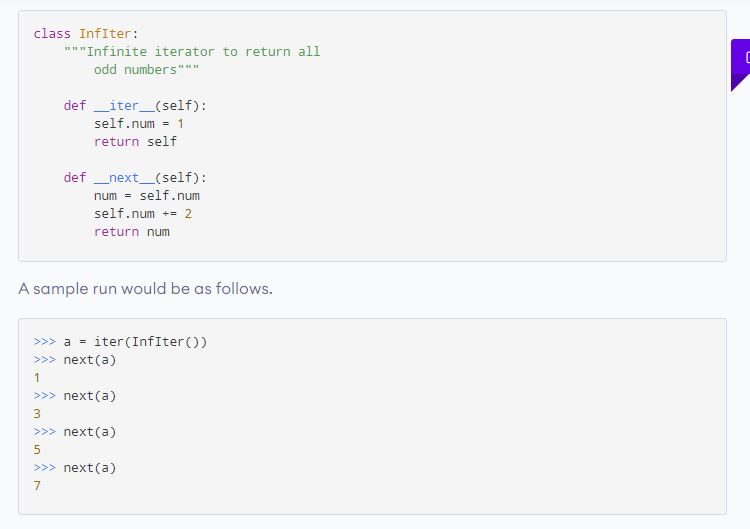 class InfIter:
    """Infinite iterator to return all
        odd numbers"""

    def __iter__(self):
        self.num = 1
        return self

    def __next__(self):
        num = self.num
        self.num += 2
        return num

A sample run would be as follows.

>>> a = iter(InfIter())
>>> next(a)
1
>>> next(a)
3
>>> next(a)
5
>>> next(a)
7